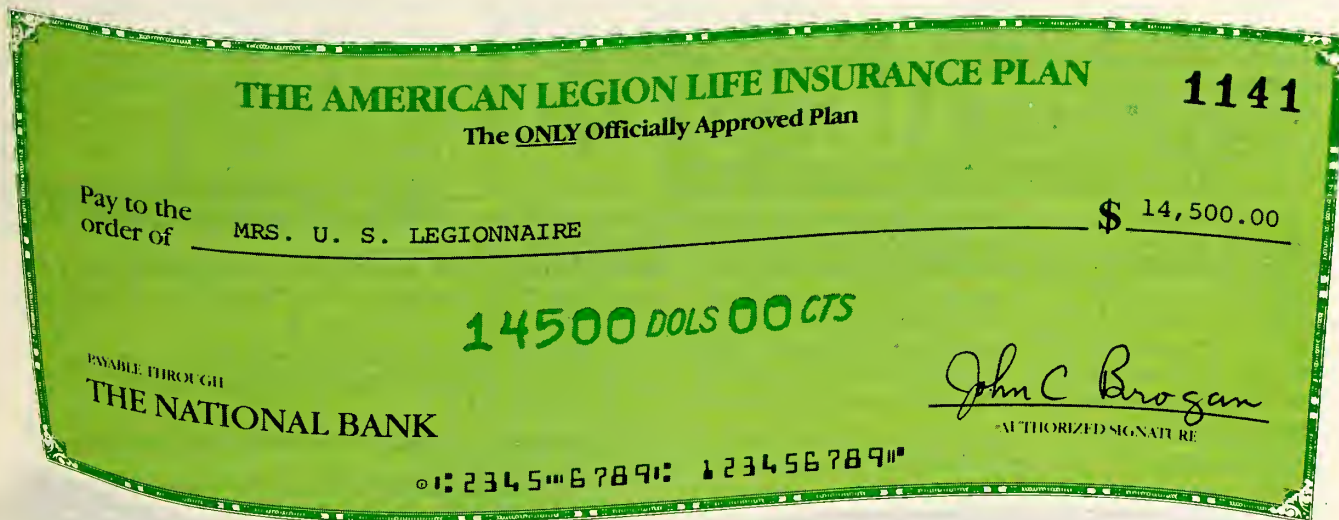 THE AMERICAN LEGION LIFE INSURANCE PLAN 1141
The ONLY Officially Approved Plan
Pay to the
order of MRS. U. S. LEGIONNAIRE $ 14,500.00
14500 DOLS 00 CTS
PAYABLE THROUGH
THE NATIONAL BANK
John C Brogan
AUTHORIZED SIGNATURE
⑆2345⑈6789⑆ 123456789⑈